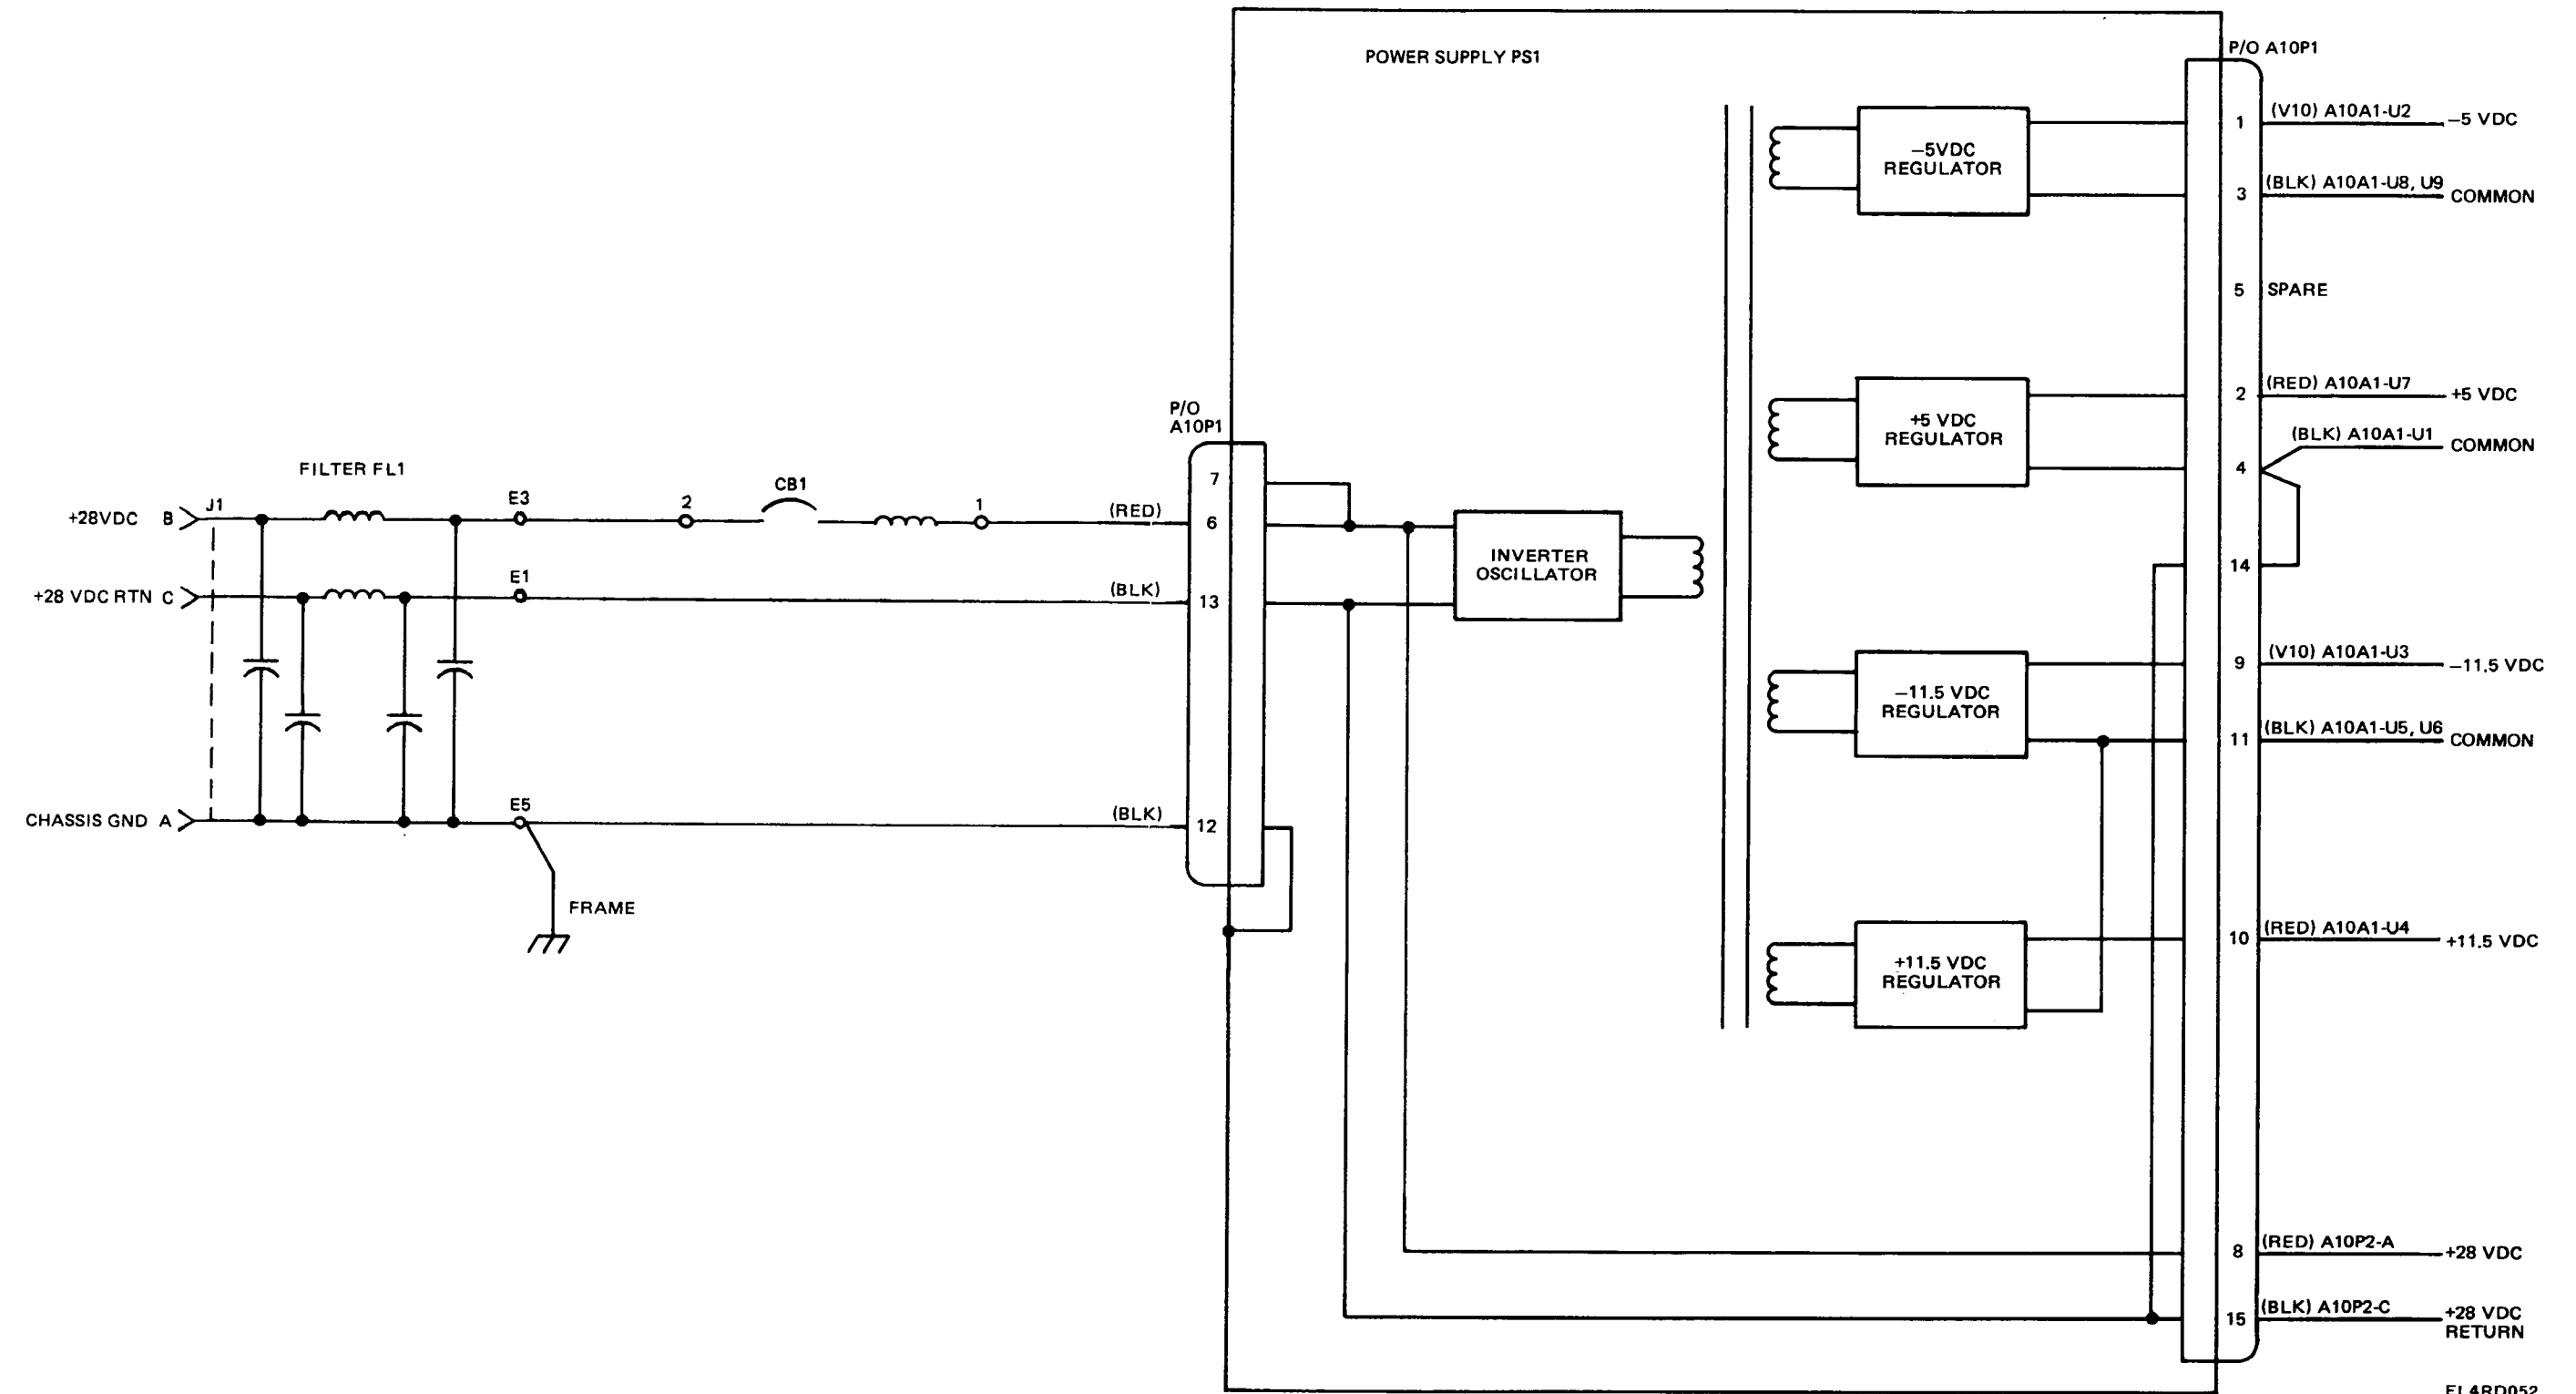 POWER SUPPLY PS1
P/O A10P1
1 (V10) A10A1-U2 −5 VDC
−5VDC
REGULATOR
3 (BLK) A10A1-U8, U9 COMMON
5 SPARE
2 (RED) A10A1-U7 +5 VDC
+5 VDC
REGULATOR
(BLK) A10A1-U1 COMMON
4
14
P/O
A10P1
FILTER FL1
7
+28VDC B J1 E3 2 CB1 1 (RED) 6
INVERTER
OSCILLATOR
+28 VDC RTN C E1 (BLK) 13
9 (V10) A10A1-U3 −11.5 VDC
−11.5 VDC
REGULATOR
11 (BLK) A10A1-U5, U6 COMMON
CHASSIS GND A E5 (BLK) 12
FRAME
10 (RED) A10A1-U4 +11.5 VDC
+11.5 VDC
REGULATOR
8 (RED) A10P2-A +28 VDC
15 (BLK) A10P2-C +28 VDC
RETURN
EL4RD052